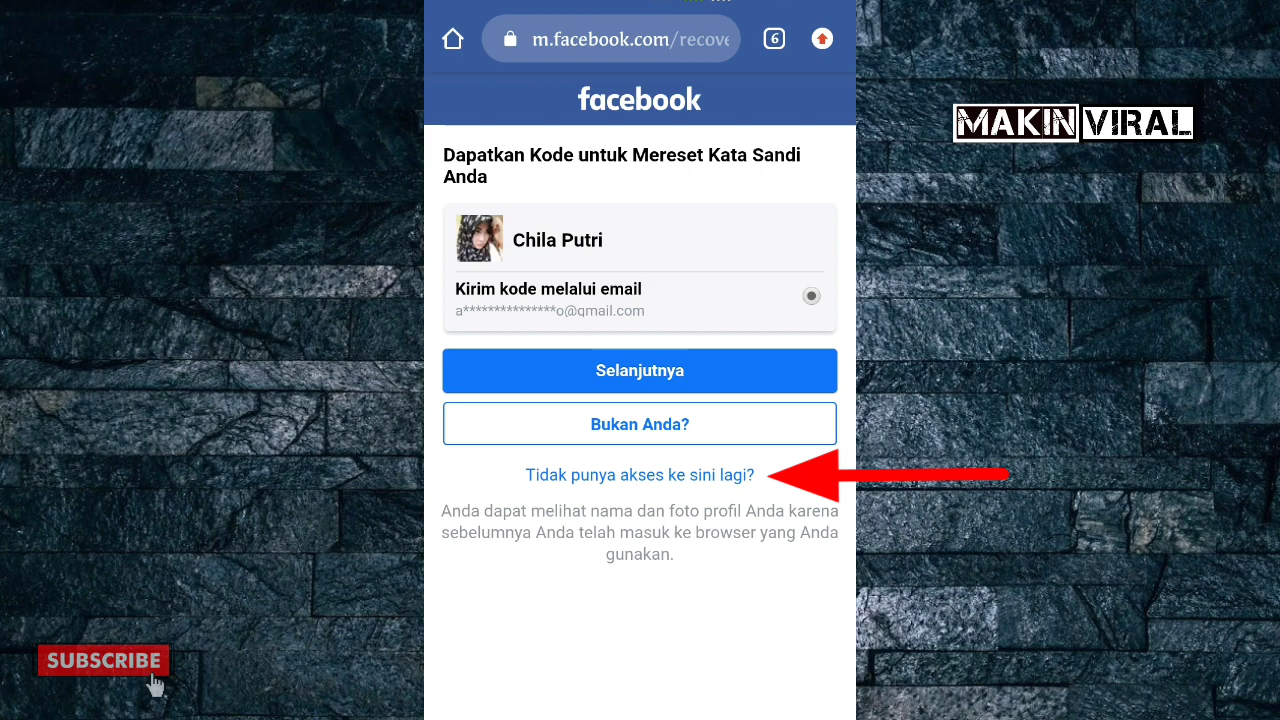 m.facebook.com/recove
6
facebook
MAKIN VIRAL
Dapatkan Kode untuk Mereset Kata Sandi
Anda
Chila Putri
Kirim kode melalui email
a***************o@gmail.com
Selanjutnya
Bukan Anda?
Tidak punya akses ke sini lagi?
Anda dapat melihat nama dan foto profil Anda karena
sebelumnya Anda telah masuk ke browser yang Anda
gunakan.
SUBSCRIBE